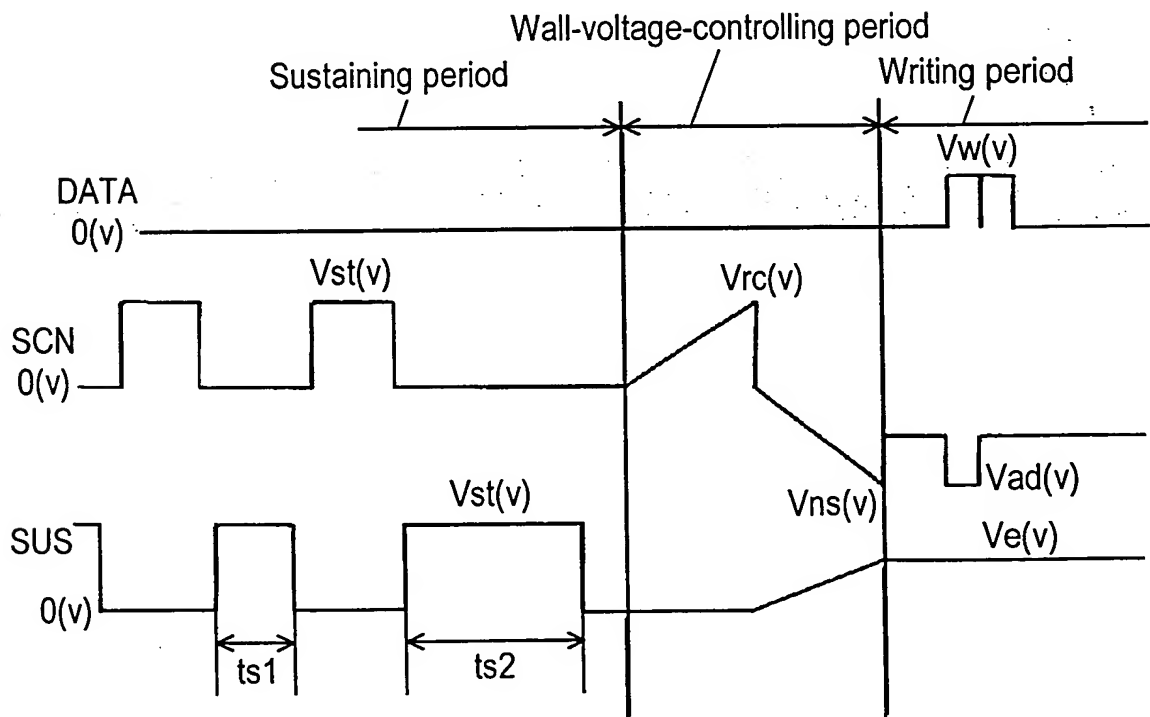 Wall-voltage-controlling period
Sustaining period
Writing period
Vw(v)
DATA
0(v)
Vst(v)
Vrc(v)
SCN
0(v)
Vad(v)
Vst(v)
Vns(v)
SUS
Ve(v)
0(v)
ts1
ts2